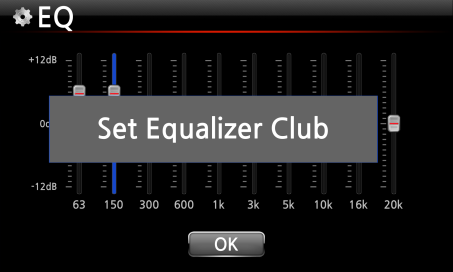 EQ
+12dB
Set Equalizer Club
-12dB
63 150 300 600 1k 3k 5k 10k 16k 20k
OK